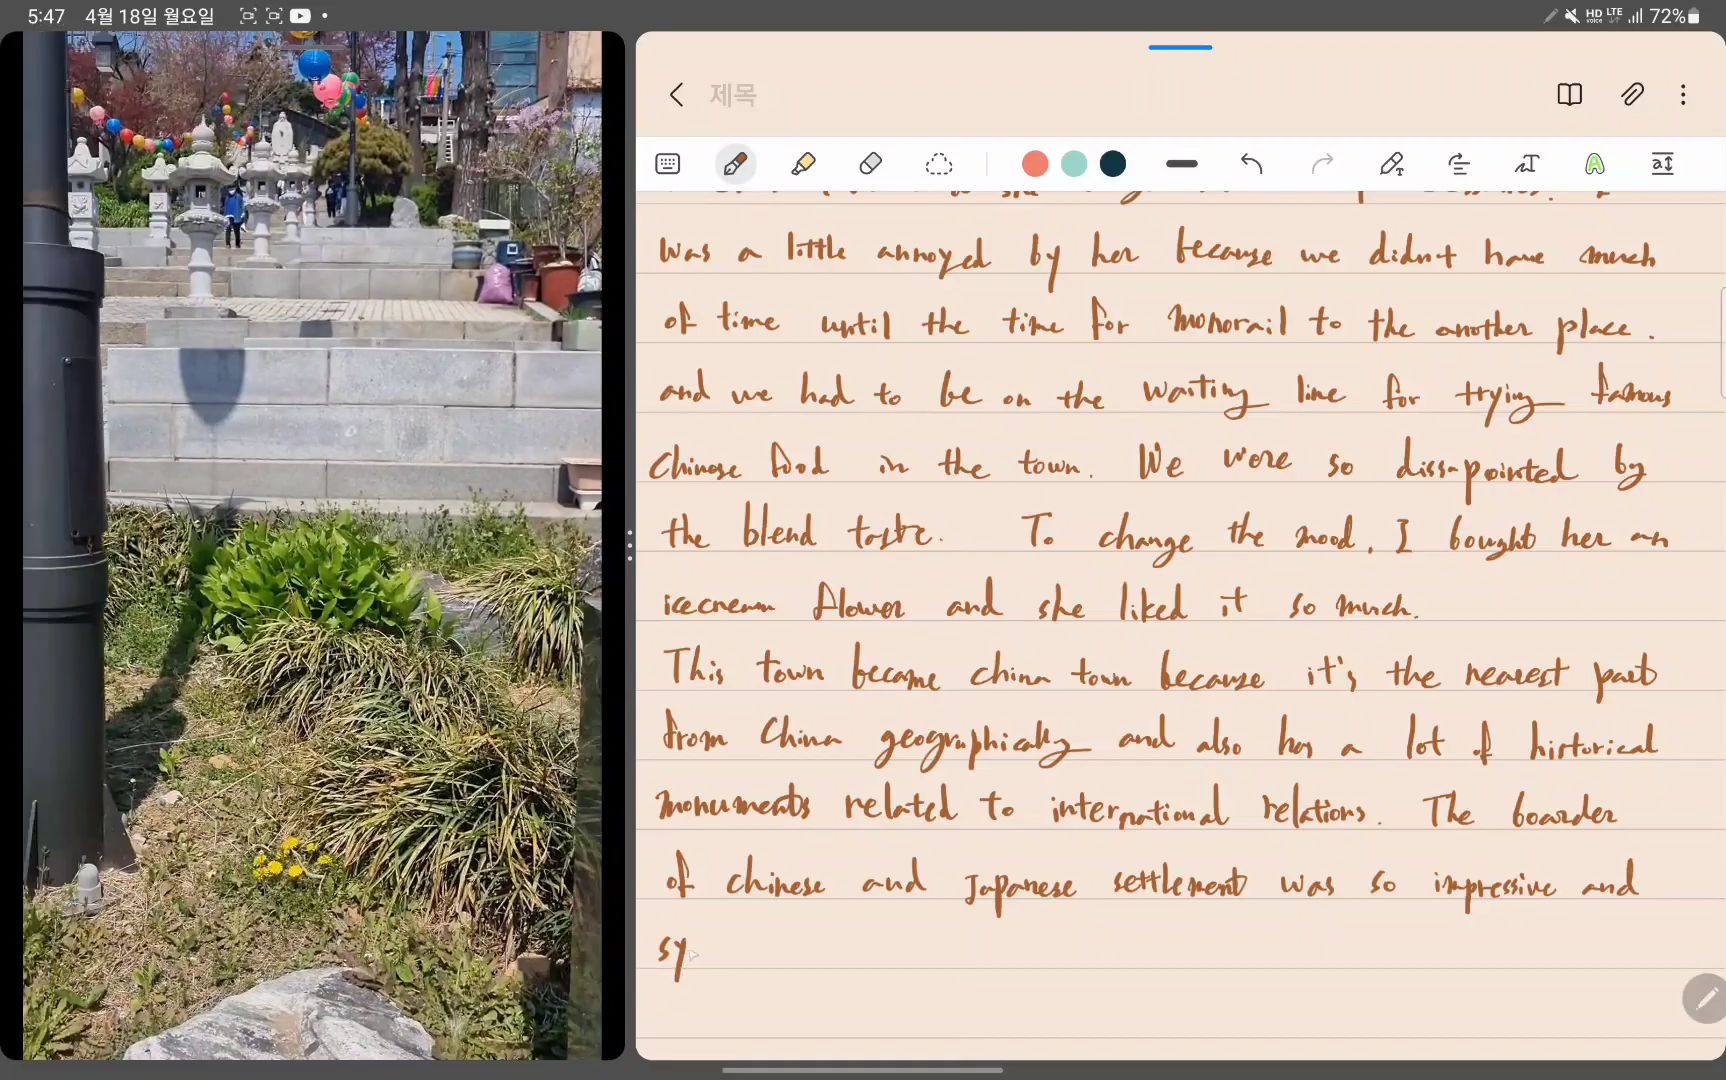 5:47 4월 18일 월요일
HD voice LTE 72%
제목
was a little annoyed by her because we didn't have much
of time until the time for monorail to the another place.
and we had to be on the waiting line for trying famous
Chinese food in the town. We were so dissapointed by
the blend taste. To change the mood, I bought her an
icecream flower and she liked it so much.
This town became china town because it's the nearest part
from China geographically and also has a lot of historical
monuments related to international relations. The boarder
of chinese and Japanese settlement was so impressive and
sy